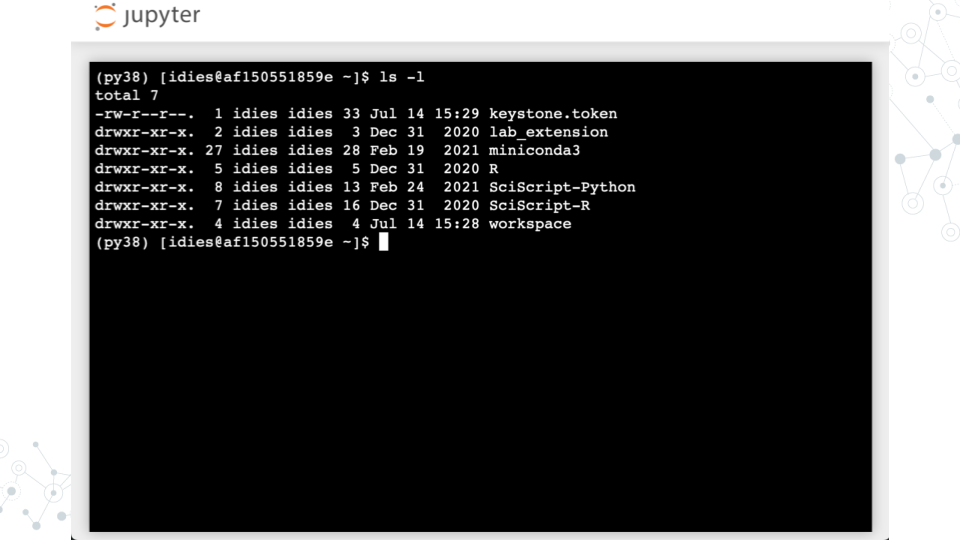 jupyter
(py38) [idies@af150551859e ~]$ ls -l
total 7
-rw-r--r--.  1 idies idies 33 Jul 14 15:29 keystone.token
drwxr-xr-x.  2 idies idies  3 Dec 31  2020 lab_extension
drwxr-xr-x. 27 idies idies 28 Feb 19  2021 miniconda3
drwxr-xr-x.  5 idies idies  5 Dec 31  2020 R
drwxr-xr-x.  8 idies idies 13 Feb 24  2021 SciScript-Python
drwxr-xr-x.  7 idies idies 16 Dec 31  2020 SciScript-R
drwxr-xr-x.  4 idies idies  4 Jul 14 15:28 workspace
(py38) [idies@af150551859e ~]$